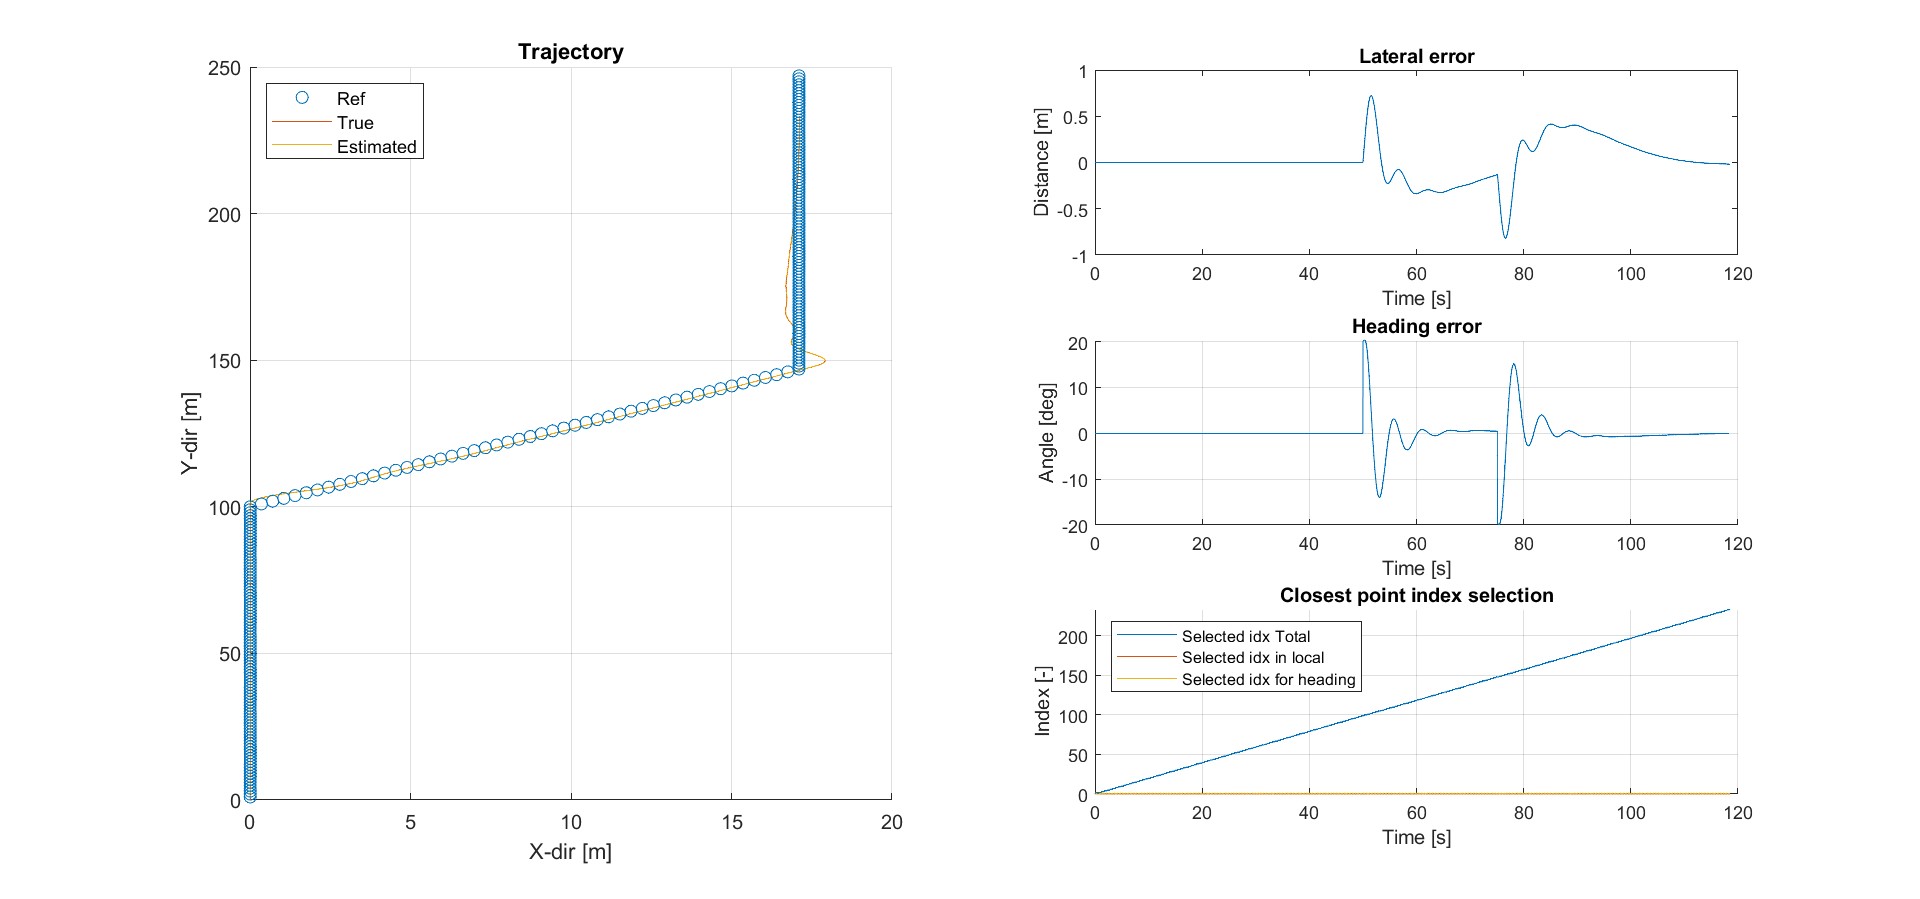 Trajectory
250
200
150
100
50
0
Y-dir [m]
Ref
True
Estimated
0 5 10 15 20
X-dir [m]
Lateral error
1
0.5
0
-0.5
-1
Distance [m]
0 20 40 60 80 100 120
Time [s]
Heading error
20
10
0
-10
-20
Angle [deg]
0 20 40 60 80 100 120
Time [s]
Closest point index selection
200
150
100
50
0
Index [-]
Selected idx Total
Selected idx in local
Selected idx for heading
0 20 40 60 80 100 120
Time [s]